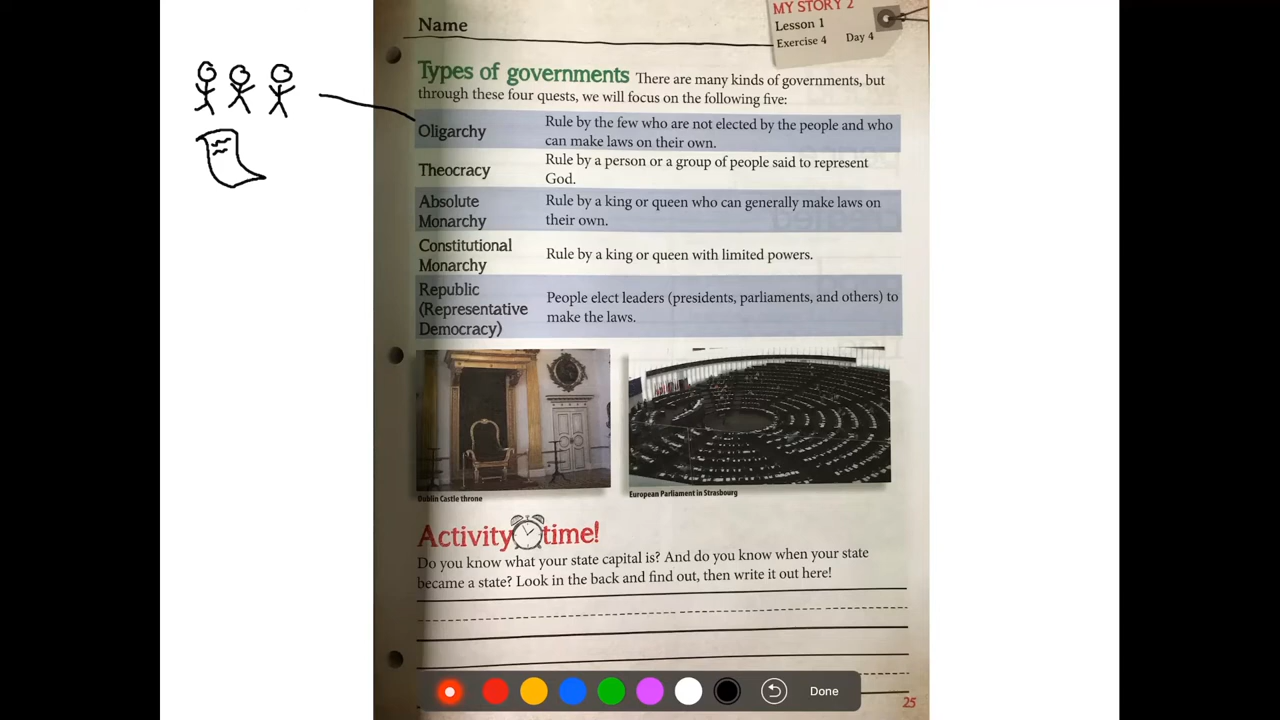 Name
MY STORY 2
Lesson 1
Exercise 4 Day 4
Types of governments There are many kinds of governments, but
through these four quests, we will focus on the following five:
Oligarchy Rule by the few who are not elected by the people and who
can make laws on their own.
Theocracy Rule by a person or a group of people said to represent
God.
Absolute Rule by a king or queen who can generally make laws on
Monarchy their own.
Constitutional
Monarchy Rule by a king or queen with limited powers.
Republic People elect leaders (presidents, parliaments, and others) to
(Representative make the laws.
Democracy)
Dublin Castle throne
European Parliament in Strasbourg
Activity time!
Do you know what your state capital is? And do you know when your state
became a state? Look in the back and find out, then write it out here!
Done
25